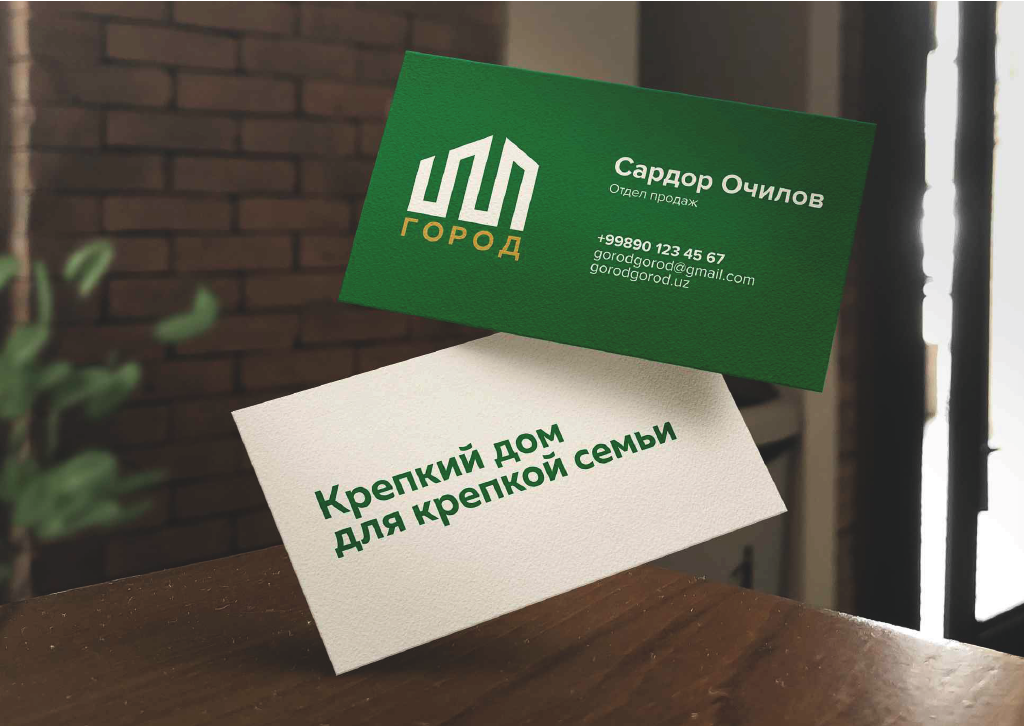 ГОРОД
Сардор Очилов
Отдел продаж
+99890 123 45 67
gorodgorod@gmail.com
gorodgorod.uz
Крепкий дом
для крепкой семьи